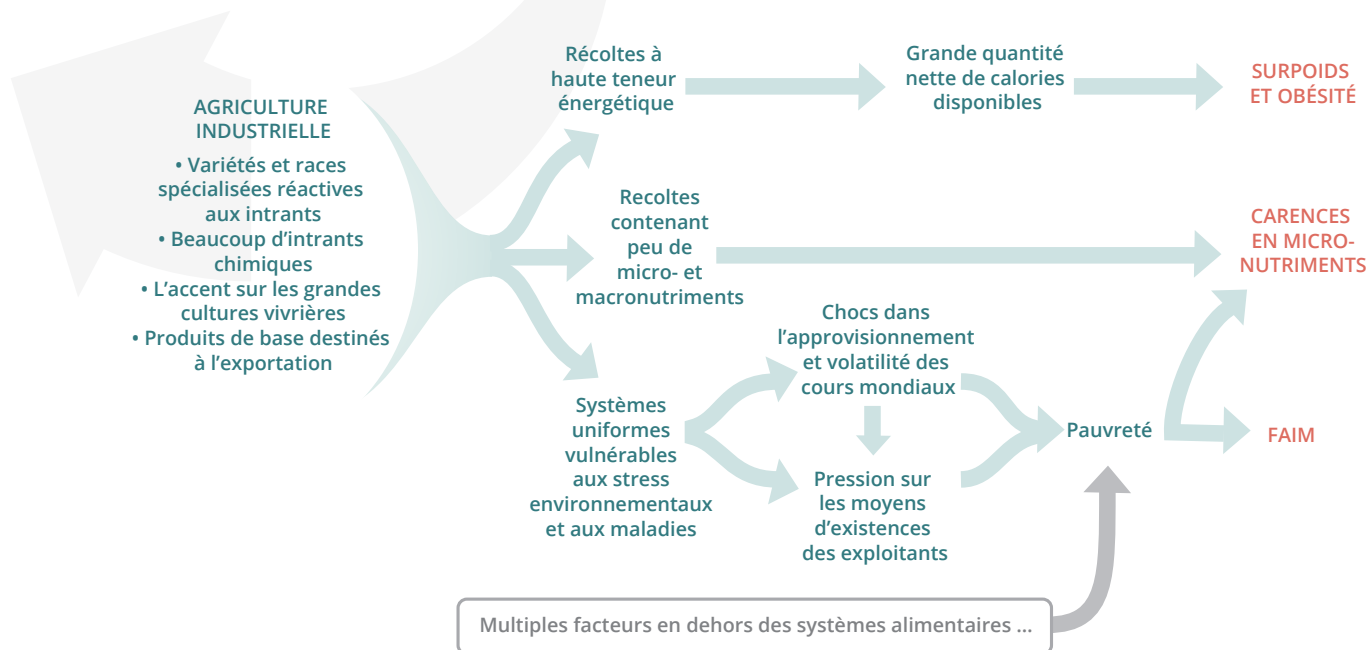 AGRICULTURE
INDUSTRIELLE
• Variétés et races
spécialisées réactives
aux intrants
• Beaucoup d’intrants
chimiques
• L’accent sur les grandes
cultures vivrières
• Produits de base destinés
à l’exportation
Récoltes à
haute teneur
énergétique
Grande quantité
nette de calories
disponibles
SURPOIDS
ET OBÉSITÉ
Recoltes
contenant
peu de
micro- et
macronutriments
CARENCES
EN MICRO-
NUTRIMENTS
Systèmes
uniformes
vulnérables
aux stress
environnementaux
et aux maladies
Chocs dans
l’approvisionnement
et volatilité des
cours mondiaux
Pression sur
les moyens
d’existences
des exploitants
Pauvreté
FAIM
Multiples facteurs en dehors des systèmes alimentaires ...